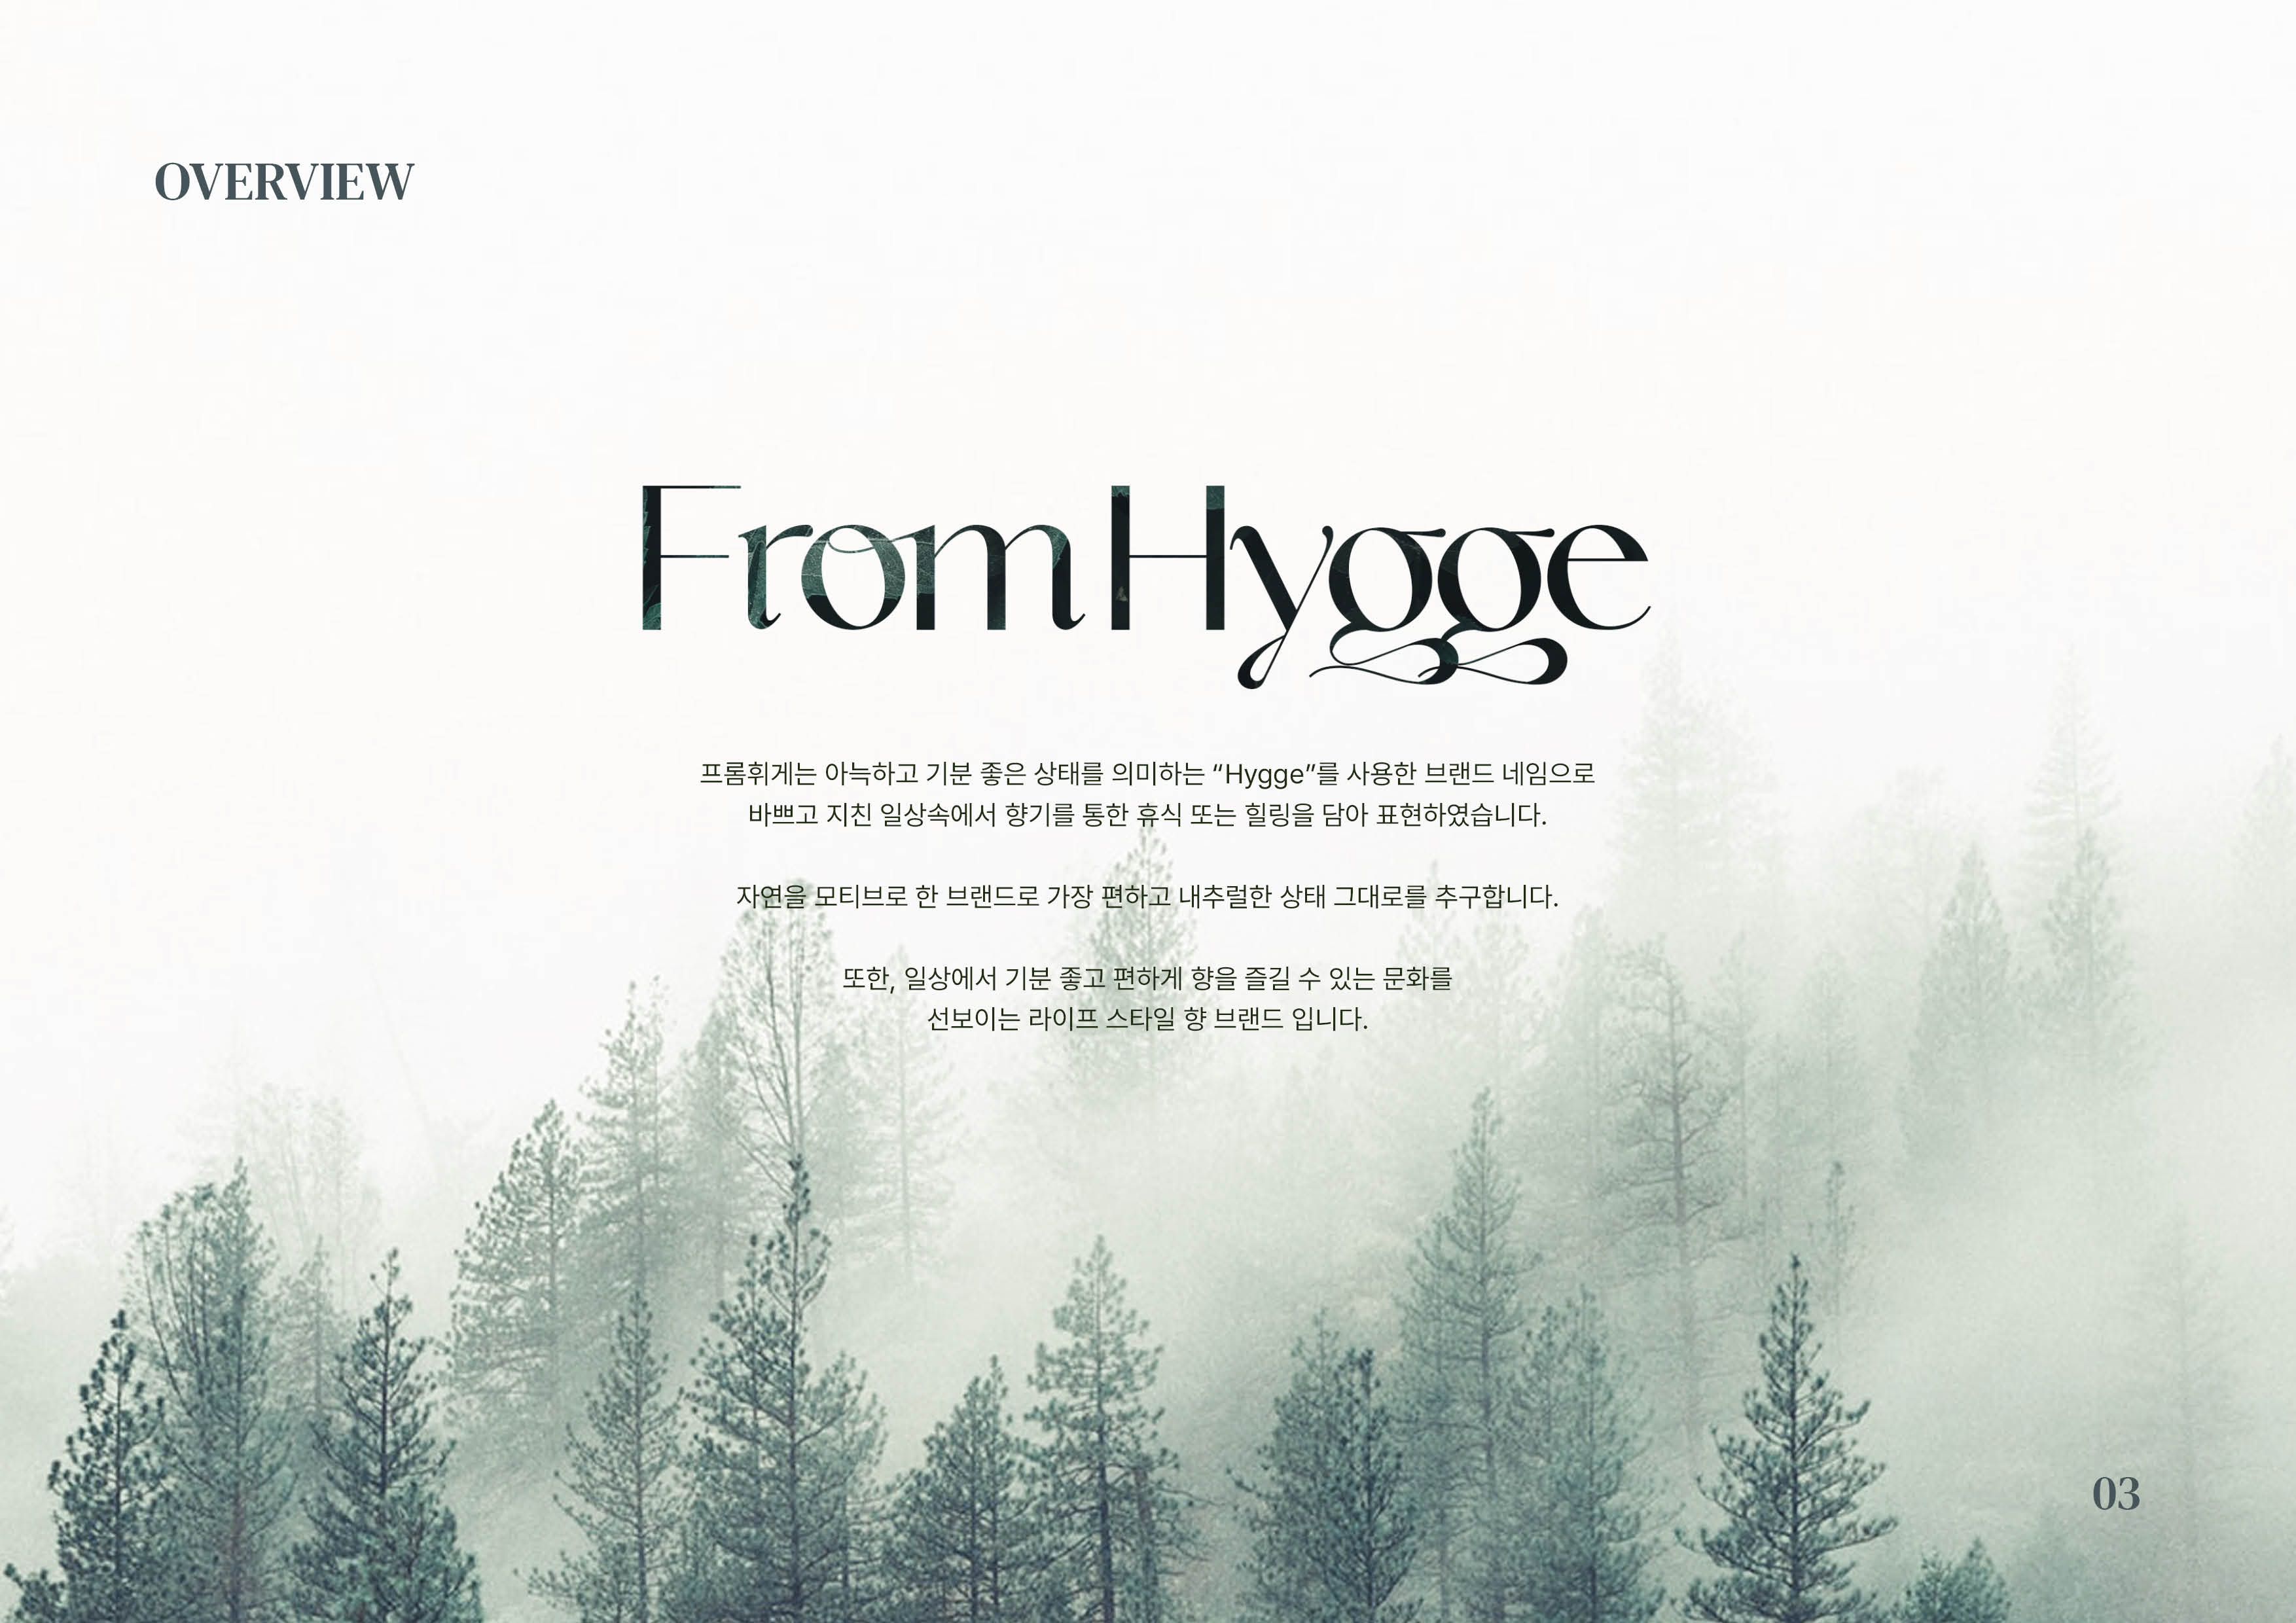 OVERVIEW
From Hygge
프롬휘게는 아늑하고 기분 좋은 상태를 의미하는 “Hygge”를 사용한 브랜드 네임으로
바쁘고 지친 일상속에서 향기를 통한 휴식 또는 힐링을 담아 표현하였습니다.
자연을 모티브로 한 브랜드로 가장 편하고 내추럴한 상태 그대로를 추구합니다.
또한, 일상에서 기분 좋고 편하게 향을 즐길 수 있는 문화를
선보이는 라이프 스타일 향 브랜드 입니다.
03